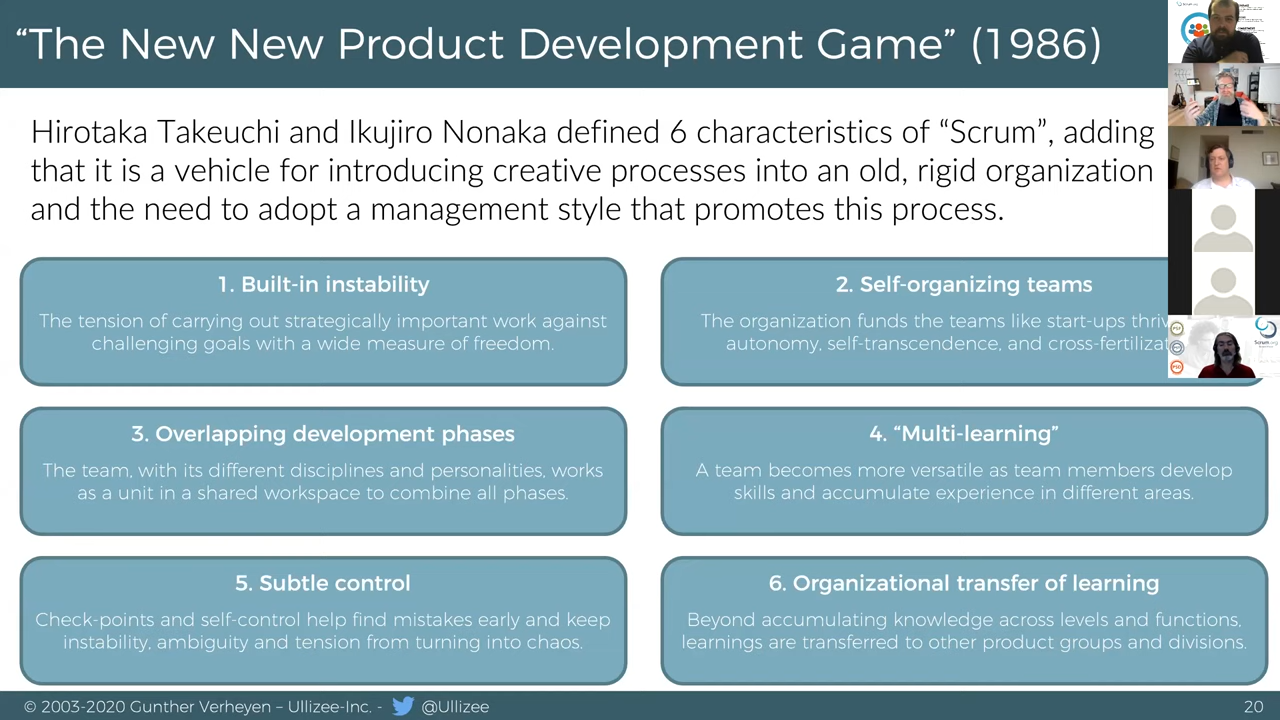 “The New New Product Development Game” (1986)
Hirotaka Takeuchi and Ikujiro Nonaka defined 6 characteristics of “Scrum”, adding
that it is a vehicle for introducing creative processes into an old, rigid organization
and the need to adopt a management style that promotes this process.
1. Built-in instability
The tension of carrying out strategically important work against
challenging goals with a wide measure of freedom.
2. Self-organizing teams
The organization funds the teams like start-ups
autonomy, self-transcendence, and
3. Overlapping development phases
The team, with its different disciplines and personalities, works
as a unit in a shared workspace to combine all phases.
4. “Multi-learning”
A team becomes more versatile as team members develop
skills and accumulate experience in different areas.
5. Subtle control
Check-points and self-control help find mistakes early and keep
instability, ambiguity and tension from turning into chaos.
6. Organizational transfer of learning
Beyond accumulating knowledge across levels and functions,
learnings are transferred to other product groups and divisions.
© 2003-2020 Gunther Verheyen – Ullizee-Inc. - @Ullizee
20
Scrum.org